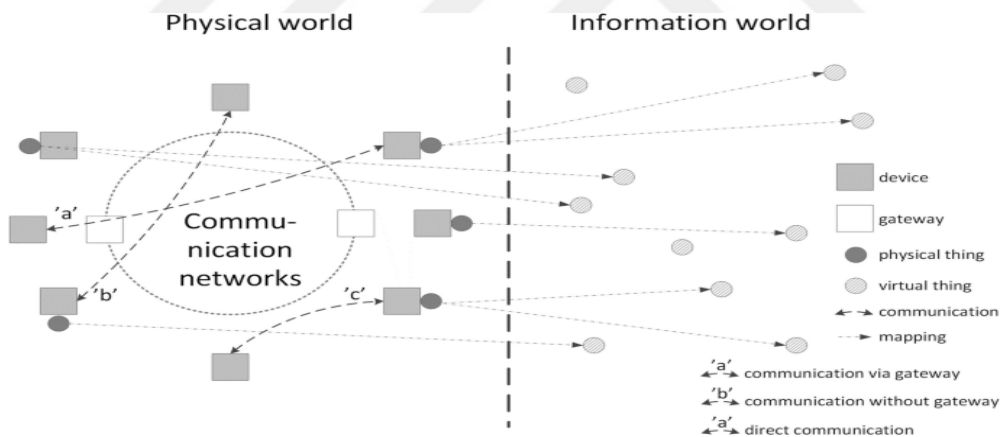 Physical world
Information world
'a'
Commu-
nication
networks
'b'
'c'
device
gateway
physical thing
virtual thing
communication
mapping
'a' communication via gateway
'b' communication without gateway
'a' direct communication